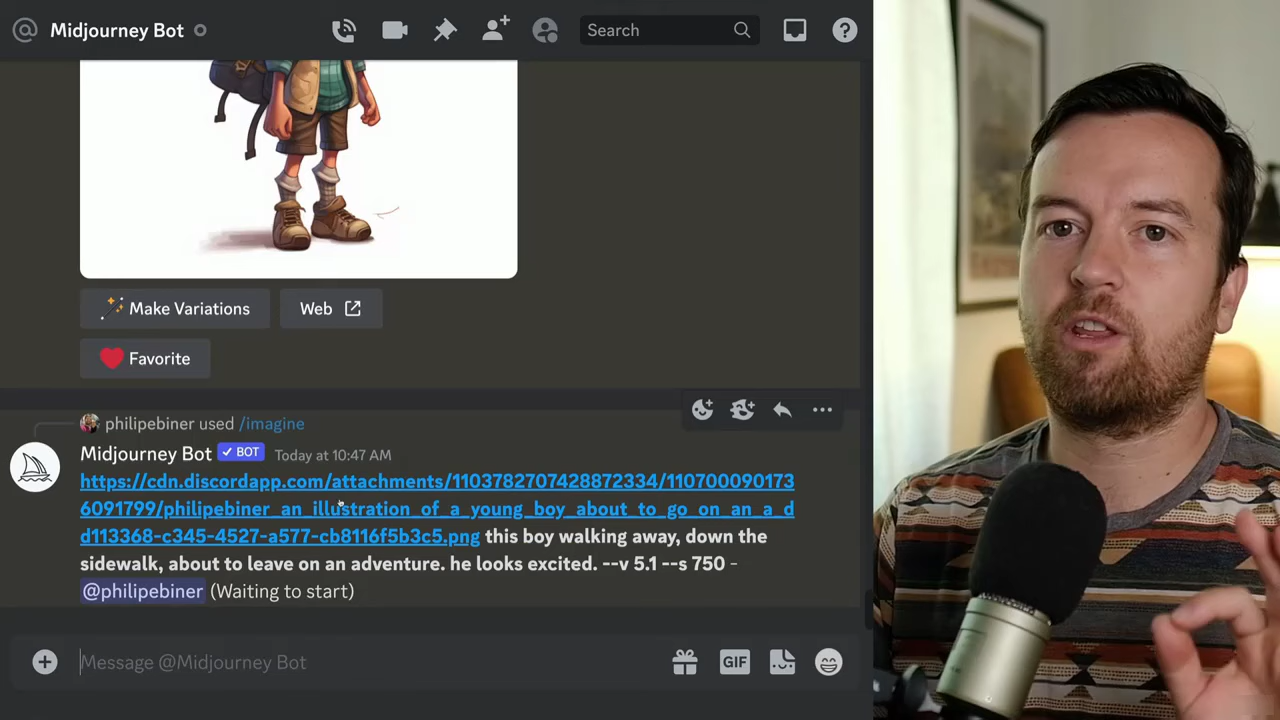 Midjourney Bot
Search
Make Variations
Web
Favorite
philipebiner used /imagine
Midjourney Bot BOT Today at 10:47 AM
https://cdn.discordapp.com/attachments/1103782707428872334/110700090173
6091799/philipebiner_an_illustration_of_a_young_boy_about_to_go_on_an_a_d
d113368-c345-4527-a577-cb8116f5b3c5.png this boy walking away, down the
sidewalk, about to leave on an adventure. he looks excited. --v 5.1 --s 750 -
@philipebiner (Waiting to start)
Message @Midjourney Bot
GIF